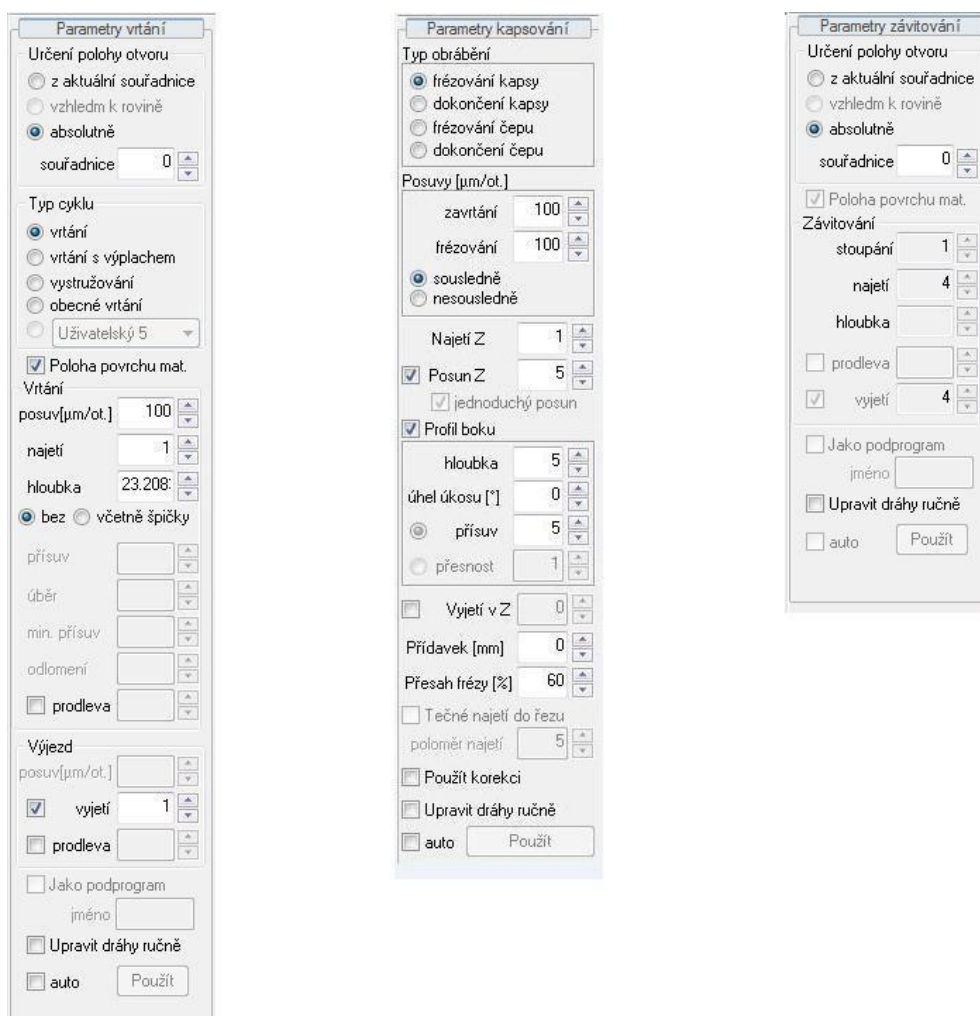 Parametry vrtání
Určení polohy otvoru
z aktuální souřadnice
vzhledm k rovině
absolutně
souřadnice 0
Typ cyklu
vrtání
vrtání s výplachem
vystružování
obecné vrtání
Uživatelský 5
Poloha povrchu mat.
Vrtání
posuv[µm/ot.] 100
najetí 1
hloubka 23.208:
bez včetně špičky
přísuv
úběr
min. přísuv
odlomení
prodleva
Výjezd
posuv[µm/ot.]
vyjetí 1
prodleva
Jako podprogram
jméno
Upravit dráhy ručně
auto Použít
Parametry kapsování
Typ obrábění
frézování kapsy
dokončení kapsy
frézování čepu
dokončení čepu
Posuvy [µm/ot.]
zavrtání 100
frézování 100
sousledně
nesousledně
Najetí Z 1
Posun Z 5
jednoduchý posun
Profil boku
hloubka 5
úhel úkosu [°] 0
přísuv 5
přesnost 1
Vyjetí v Z 0
Přídavek [mm] 0
Přesah frézy [%] 60
Tečné najetí do řezu
poloměr najetí 5
Použít korekci
Upravit dráhy ručně
auto Použít
Parametry závitování
Určení polohy otvoru
z aktuální souřadnice
vzhledm k rovině
absolutně
souřadnice 0
Poloha povrchu mat.
Závitování
stoupání 1
najetí 4
hloubka
prodleva
vyjetí 4
Jako podprogram
jméno
Upravit dráhy ručně
auto Použít